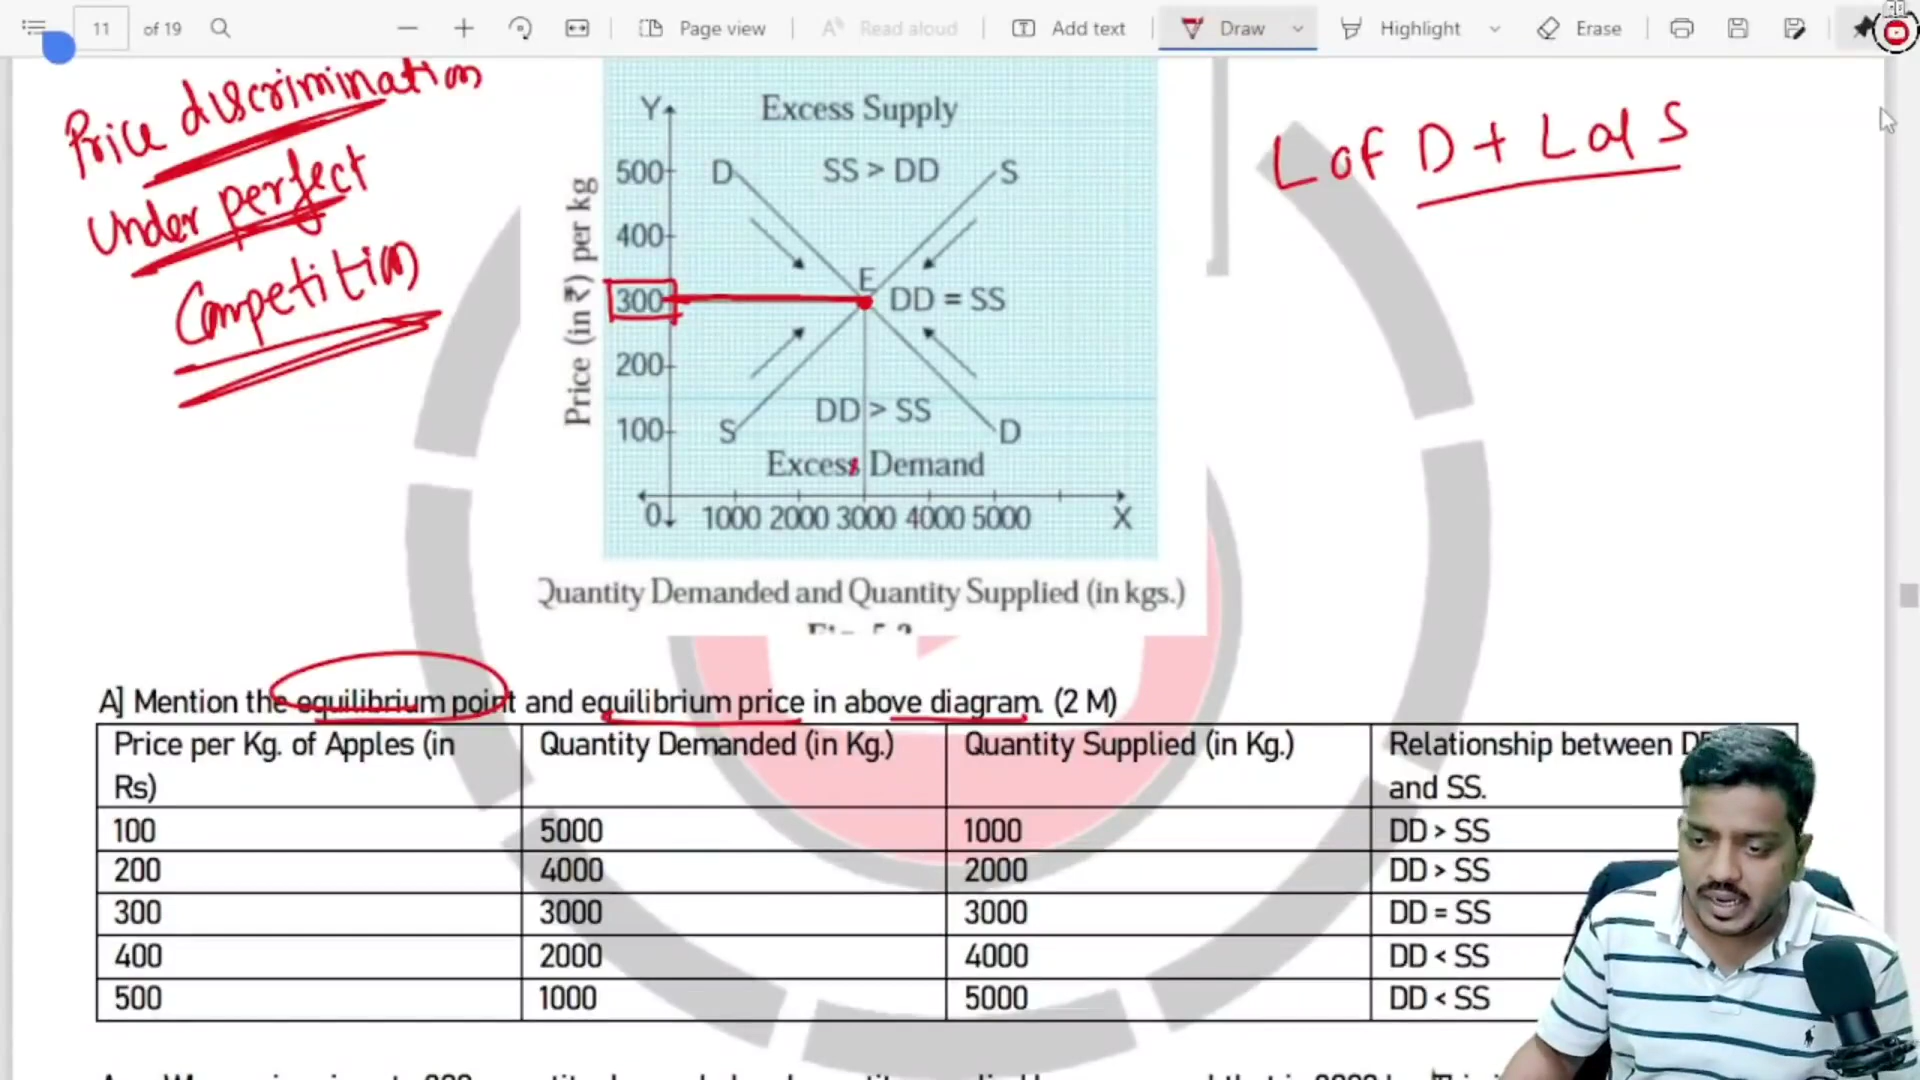 11 of 19 Page view Read aloud Add text Draw Highlight Erase
Price discrimination
Under perfect
Competition
L of D + L of S
Y Excess Supply
500 D SS > DD S
400
E
300 DD = SS
200
DD > SS
100 S D
Excess Demand
0 1000 2000 3000 4000 5000 X
Price (in ₹) per kg
Quantity Demanded and Quantity Supplied (in kgs.)
A] Mention the equilibrium point and equilibrium price in above diagram. (2 M)
Price per Kg. of Apples (in Rs) Quantity Demanded (in Kg.) Quantity Supplied (in Kg.) Relationship between
and SS.
100 5000 1000 DD > SS
200 4000 2000 DD > SS
300 3000 3000 DD = SS
400 2000 4000 DD < SS
500 1000 5000 DD < SS